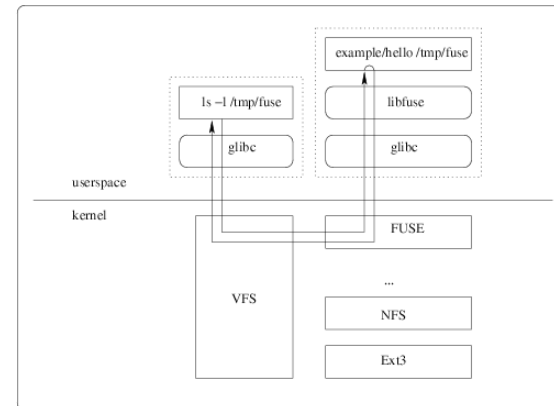 example/hello /tmp/fuse
ls −l /tmp/fuse
libfuse
glibc
glibc
userspace
kernel
FUSE
...
VFS
NFS
Ext3